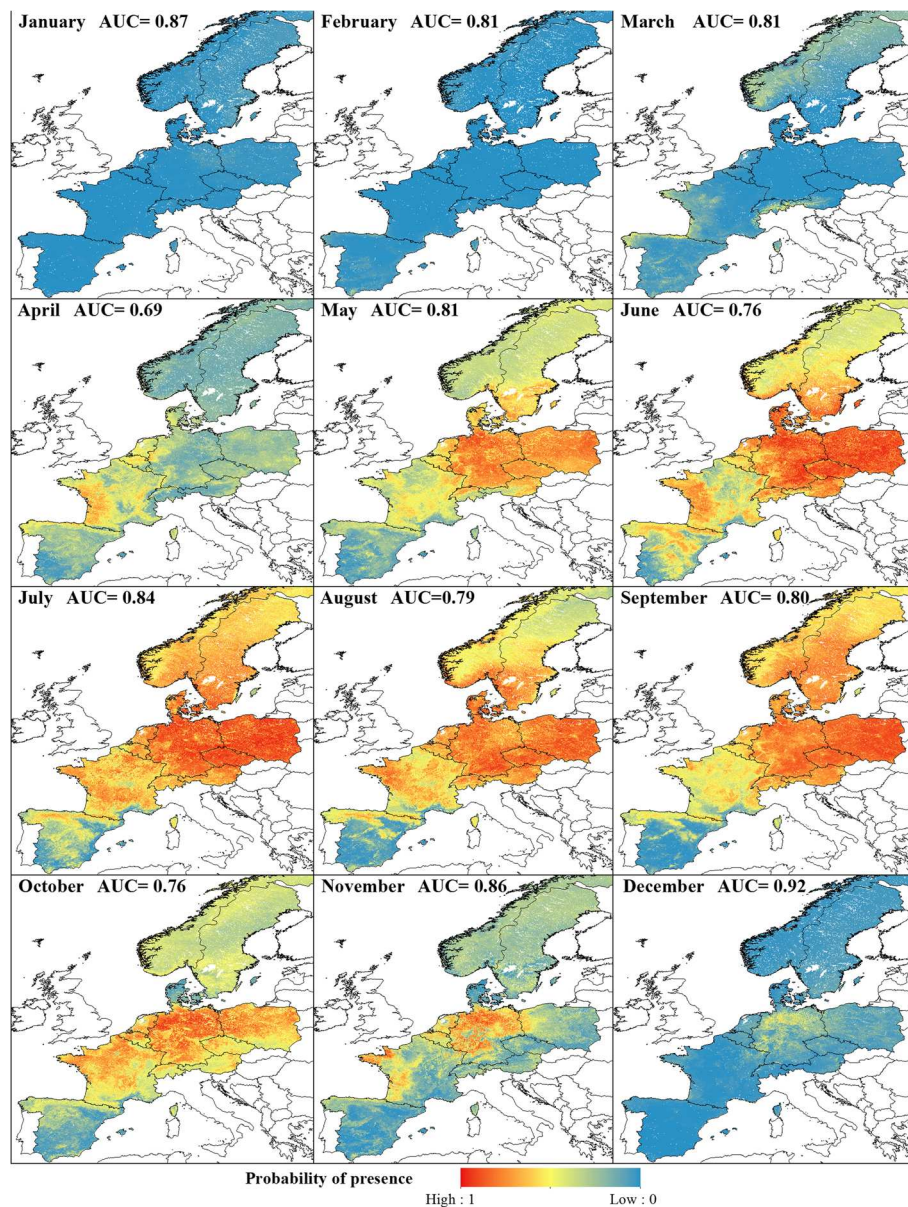 January AUC= 0.87
February AUC= 0.81
March AUC= 0.81
April AUC= 0.69
May AUC= 0.81
June AUC= 0.76
July AUC= 0.84
August AUC=0.79
September AUC= 0.80
October AUC= 0.76
November AUC= 0.86
December AUC= 0.92
Probability of presence
High : 1 Low : 0